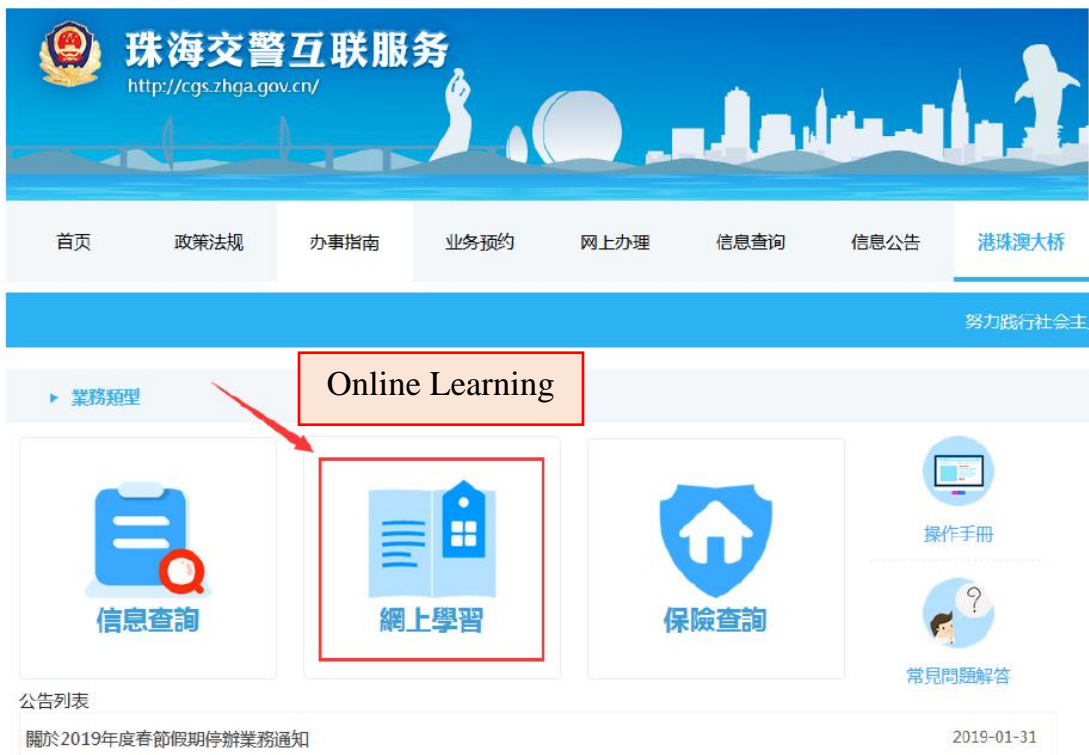 珠海交警互联服务
http://cgs.zhga.gov.cn/
首页 政策法规 办事指南 业务预约 网上办理 信息查询 信息公告 港珠澳大桥
努力践行社会主
Online Learning
業務類型
信息查詢 網上學習 保險查詢
操作手冊
?
常見問題解答
公告列表
開於2019年度春節假期停辦業務通知 2019-01-31